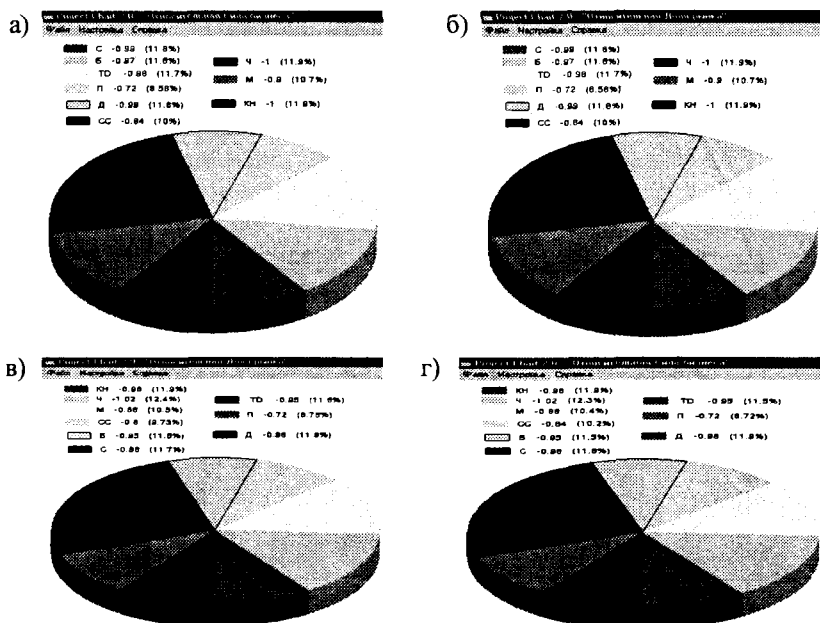 а)
Файл Настройка Справка
С -0.99 (11.8%)
Б -0.97 (11.6%)
TD -0.98 (11.7%)
П -0.72 (8.58%)
Д -0.99 (11.8%)
СС -0.84 (10%)
Ч -1 (11.9%)
М -0.9 (10.7%)
КН -1 (11.9%)
б)
Файл Настройка Справка
С -0.99 (11.8%)
Б -0.97 (11.6%)
TD -0.98 (11.7%)
П -0.72 (8.58%)
Д -0.99 (11.8%)
СС -0.84 (10%)
Ч -1 (11.9%)
М -0.9 (10.7%)
КН -1 (11.9%)
в)
Файл Настройка Справка
КН -0.98 (11.9%)
Ч -1.02 (12.4%)
М -0.86 (10.5%)
СС -0.8 (9.73%)
Б -0.95 (11.5%)
С -0.96 (11.7%)
TD -0.95 (11.6%)
П -0.72 (8.75%)
Д -0.98 (11.9%)
г)
Файл Настройка Справка
КН -0.98 (11.9%)
Ч -1.02 (12.3%)
М -0.86 (10.4%)
СС -0.84 (10.2%)
Б -0.95 (11.5%)
С -0.96 (11.6%)
TD -0.95 (11.5%)
П -0.72 (8.72%)
Д -0.98 (11.9%)